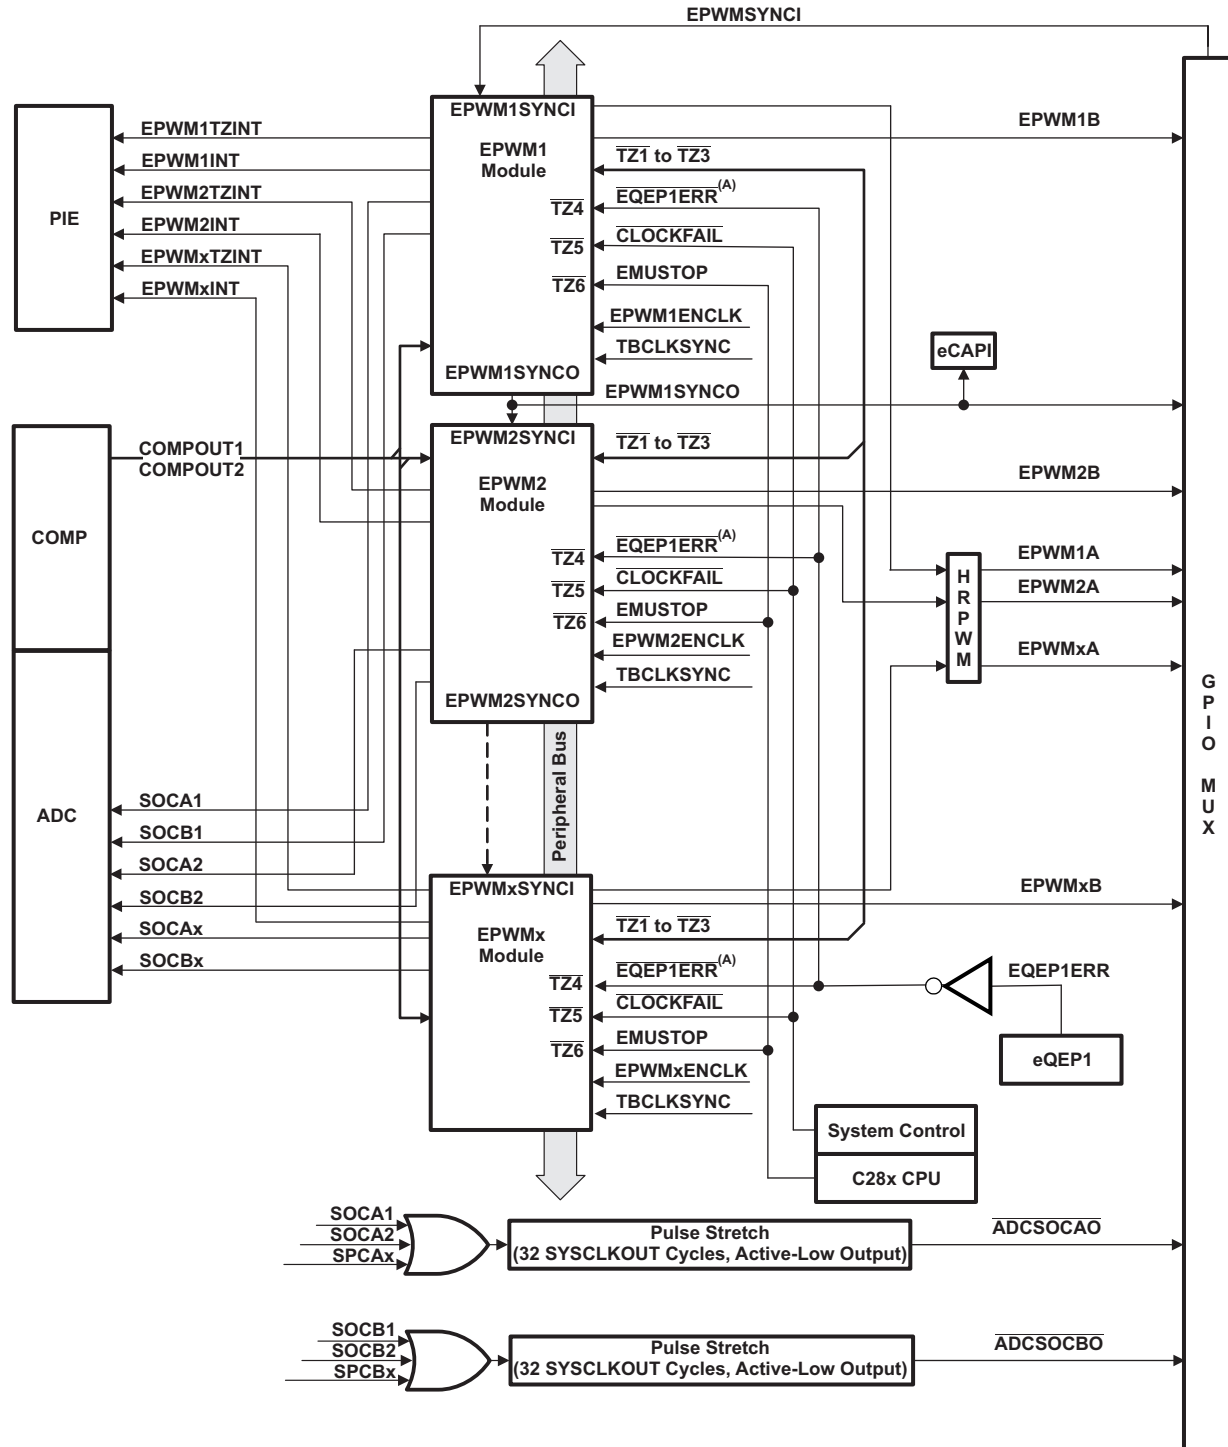 EPWMSYNCI
EPWM1SYNCI
EPWM1B
EPWM1TZINT
EPWM1
Module
TZ1 to TZ3
EPWM1INT
EPWM2TZINT
TZ4
EQEP1ERR(A)
PIE
EPWM2INT
TZ5
CLOCKFAIL
EPWMxTZINT
TZ6
EMUSTOP
EPWMxINT
EPWM1ENCLK
TBCLKSYNC
eCAPI
EPWM1SYNCO
EPWM1SYNCO
EPWM2SYNCI
TZ1 to TZ3
COMPOUT1
COMPOUT2
EPWM2
Module
EPWM2B
COMP
TZ4
EQEP1ERR(A)
EPWM1A
TZ5
CLOCKFAIL
EPWM2A
HRPWM
TZ6
EMUSTOP
EPWM2ENCLK
EPWMxA
TBCLKSYNC
EPWM2SYNCO
GPIO MUX
Peripheral Bus
SOCA1
ADC
SOCB1
SOCA2
EPWMxSYNCI
EPWMxB
SOCB2
TZ1 to TZ3
SOCAx
EPWMx
Module
SOCBx
TZ4
EQEP1ERR(A)
EQEP1ERR
TZ5
CLOCKFAIL
TZ6
EMUSTOP
eQEP1
EPWMxENCLK
TBCLKSYNC
System Control
C28x CPU
SOCA1
SOCA2
SPCAx
Pulse Stretch
(32 SYSCLKOUT Cycles, Active-Low Output)
ADCSOCAO
SOCB1
SOCB2
SPCBx
Pulse Stretch
(32 SYSCLKOUT Cycles, Active-Low Output)
ADCSOCBO